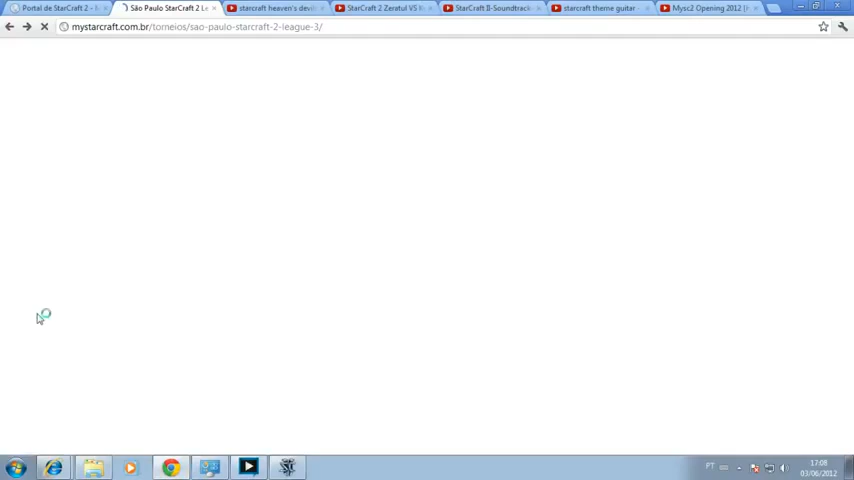 Portal de StarCraft 2 - M
São Paulo StarCraft 2 Le
starcraft heaven's devi
StarCraft 2 Zeratul VS
StarCraft II-Soundtrack-
starcraft theme guitar -
Mysc2 Opening 2012 |
mystarcraft.com.br/torneios/sao-paulo-starcraft-2-league-3/
PT
17:08
03/06/2012